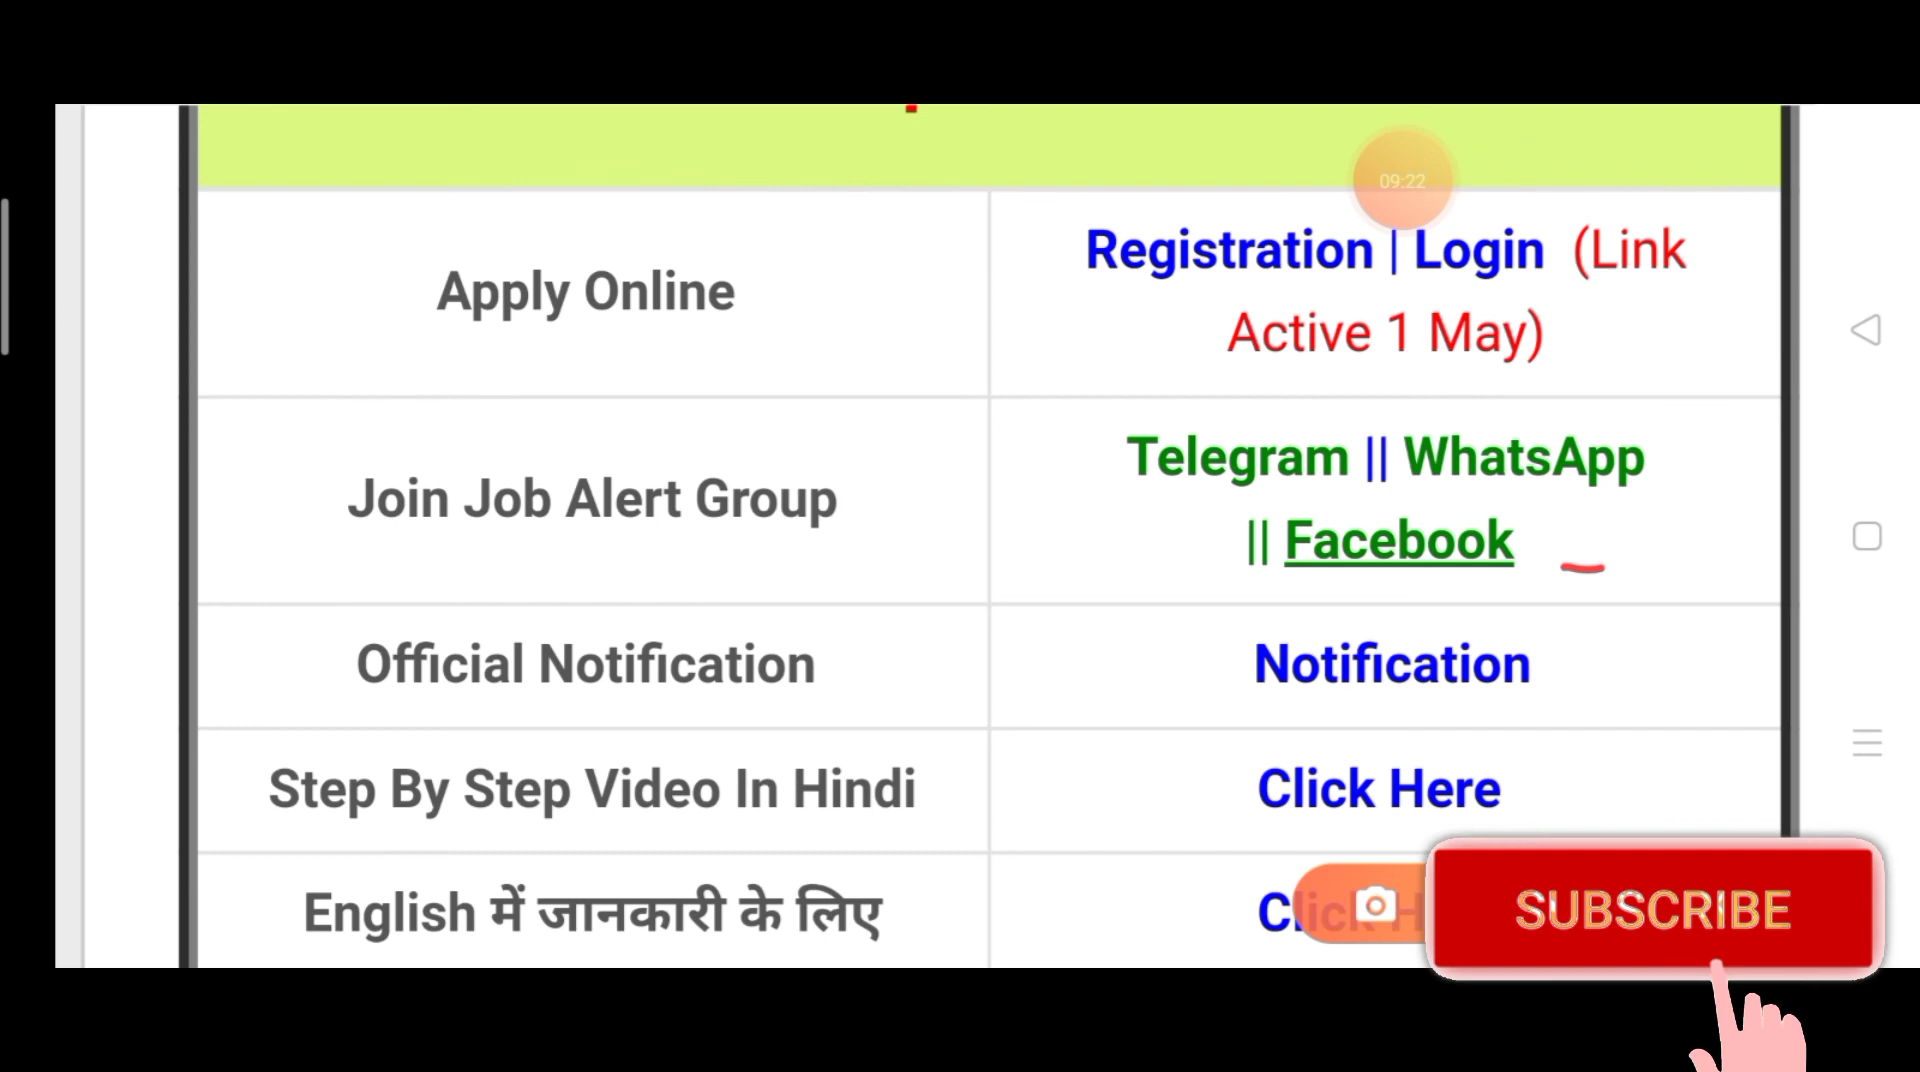 09:22
Apply Online
Registration | Login (Link
Active 1 May)
Join Job Alert Group
Telegram || WhatsApp
|| Facebook
Official Notification
Notification
Step By Step Video In Hindi
Click Here
English में जानकारी के लिए
Click H
SUBSCRIBE